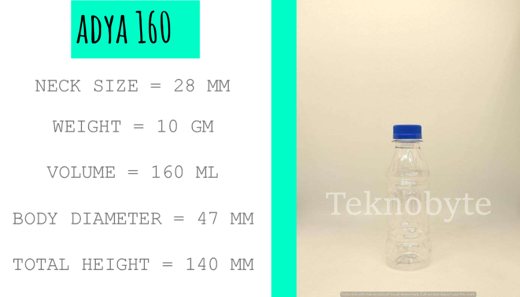 ADYA 160
NECK SIZE = 28 MM
WEIGHT = 10 GM
VOLUME = 160 ML
BODY DIAMETER = 47 MM
TOTAL HEIGHT = 140 MM
Teknobyte